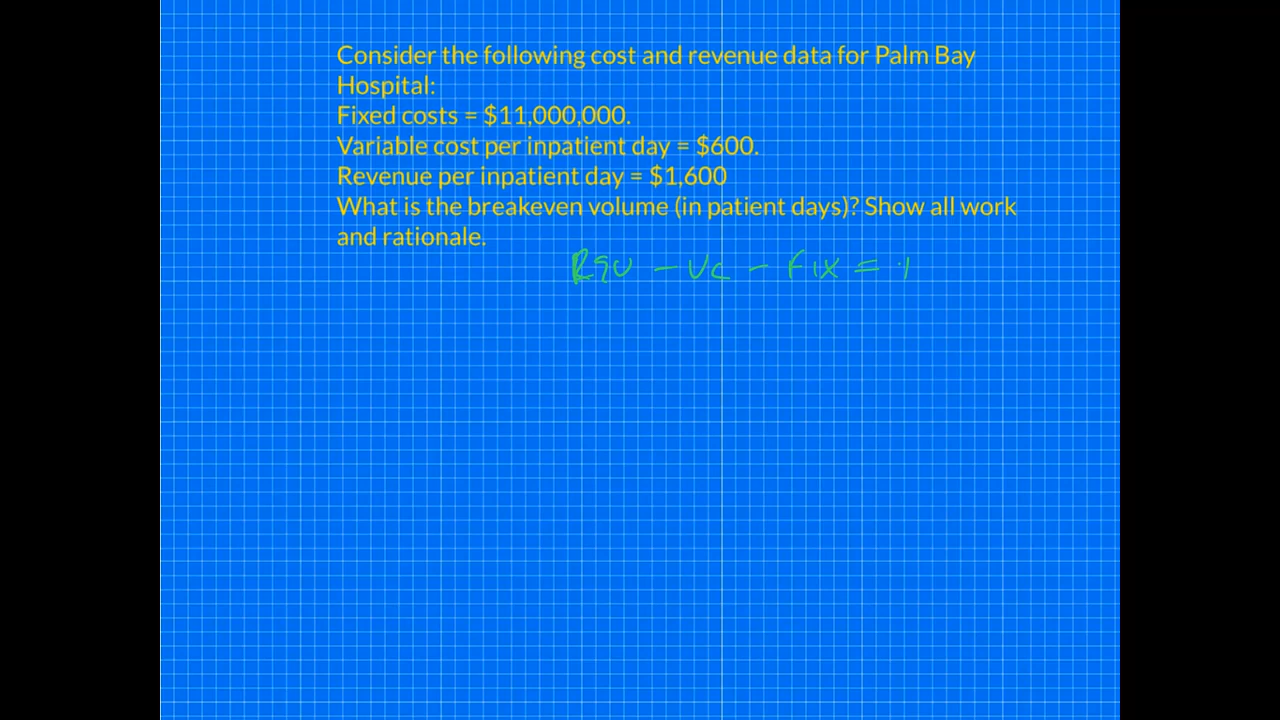 Consider the following cost and revenue data for Palm Bay
Hospital:
Fixed costs = $11,000,000.
Variable cost per inpatient day = $600.
Revenue per inpatient day = $1,600
What is the breakeven volume (in patient days)? Show all work
and rationale.
- VC - Fix =